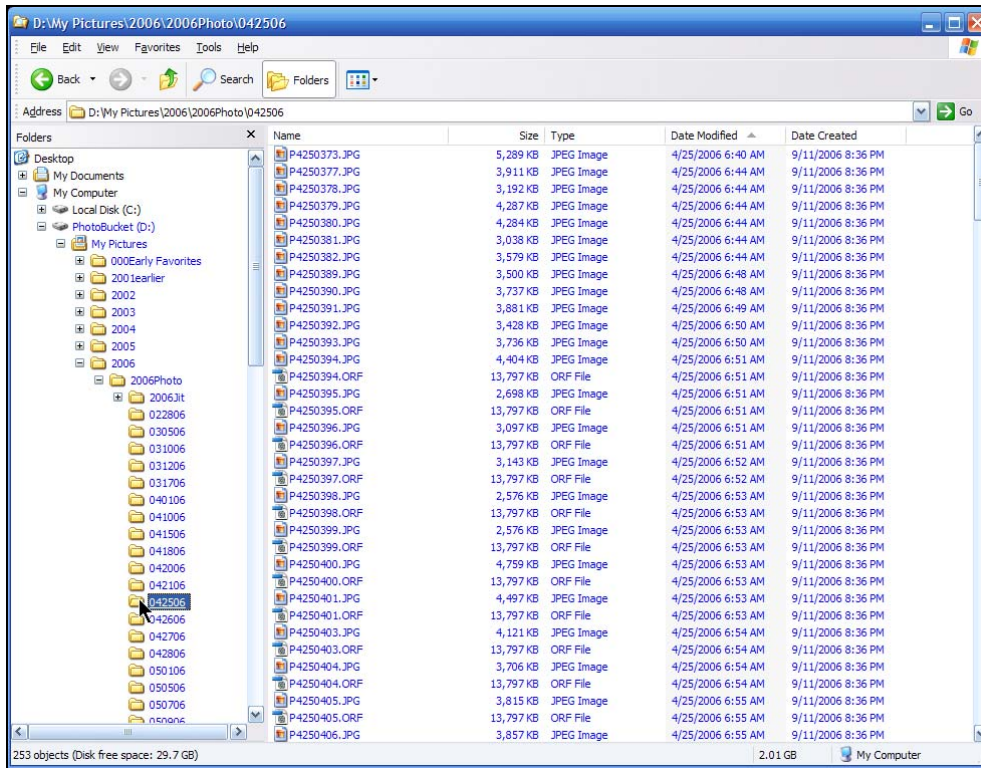 D:\My Pictures\2006\2006Photo\042506
File Edit View Favorites Tools Help
Back Search Folders
Address D:\My Pictures\2006\2006Photo\042506 Go
Folders
Desktop
My Documents
My Computer
Local Disk (C:)
PhotoBucket (D:)
My Pictures
000Early Favorites
2001earlier
2002
2003
2004
2005
2006
2006Photo
2006Jit
022806
030506
031006
031206
031706
040106
041006
041506
041806
042006
042106
042506
042606
042706
042806
050106
050506
050706
050906
Name Size Type Date Modified Date Created
P4250373.JPG 5,289 KB JPEG Image 4/25/2006 6:40 AM 9/11/2006 8:36 PM
P4250377.JPG 3,911 KB JPEG Image 4/25/2006 6:44 AM 9/11/2006 8:36 PM
P4250378.JPG 3,192 KB JPEG Image 4/25/2006 6:44 AM 9/11/2006 8:36 PM
P4250379.JPG 4,287 KB JPEG Image 4/25/2006 6:44 AM 9/11/2006 8:36 PM
P4250380.JPG 4,284 KB JPEG Image 4/25/2006 6:44 AM 9/11/2006 8:36 PM
P4250381.JPG 3,038 KB JPEG Image 4/25/2006 6:44 AM 9/11/2006 8:36 PM
P4250382.JPG 3,579 KB JPEG Image 4/25/2006 6:44 AM 9/11/2006 8:36 PM
P4250389.JPG 3,500 KB JPEG Image 4/25/2006 6:48 AM 9/11/2006 8:36 PM
P4250390.JPG 3,737 KB JPEG Image 4/25/2006 6:48 AM 9/11/2006 8:36 PM
P4250391.JPG 3,881 KB JPEG Image 4/25/2006 6:49 AM 9/11/2006 8:36 PM
P4250392.JPG 3,428 KB JPEG Image 4/25/2006 6:50 AM 9/11/2006 8:36 PM
P4250393.JPG 3,736 KB JPEG Image 4/25/2006 6:50 AM 9/11/2006 8:36 PM
P4250394.JPG 4,404 KB JPEG Image 4/25/2006 6:51 AM 9/11/2006 8:36 PM
P4250394.ORF 13,797 KB ORF File 4/25/2006 6:51 AM 9/11/2006 8:36 PM
P4250395.JPG 2,698 KB JPEG Image 4/25/2006 6:51 AM 9/11/2006 8:36 PM
P4250395.ORF 13,797 KB ORF File 4/25/2006 6:51 AM 9/11/2006 8:36 PM
P4250396.JPG 3,097 KB JPEG Image 4/25/2006 6:51 AM 9/11/2006 8:36 PM
P4250396.ORF 13,797 KB ORF File 4/25/2006 6:51 AM 9/11/2006 8:36 PM
P4250397.JPG 3,143 KB JPEG Image 4/25/2006 6:52 AM 9/11/2006 8:36 PM
P4250397.ORF 13,797 KB ORF File 4/25/2006 6:52 AM 9/11/2006 8:36 PM
P4250398.JPG 2,576 KB JPEG Image 4/25/2006 6:53 AM 9/11/2006 8:36 PM
P4250398.ORF 13,797 KB ORF File 4/25/2006 6:53 AM 9/11/2006 8:36 PM
P4250399.JPG 2,576 KB JPEG Image 4/25/2006 6:53 AM 9/11/2006 8:36 PM
P4250399.ORF 13,797 KB ORF File 4/25/2006 6:53 AM 9/11/2006 8:36 PM
P4250400.JPG 4,759 KB JPEG Image 4/25/2006 6:53 AM 9/11/2006 8:36 PM
P4250400.ORF 13,797 KB ORF File 4/25/2006 6:53 AM 9/11/2006 8:36 PM
P4250401.JPG 4,497 KB JPEG Image 4/25/2006 6:53 AM 9/11/2006 8:36 PM
P4250401.ORF 13,797 KB ORF File 4/25/2006 6:53 AM 9/11/2006 8:36 PM
P4250403.JPG 4,121 KB JPEG Image 4/25/2006 6:54 AM 9/11/2006 8:36 PM
P4250403.ORF 13,797 KB ORF File 4/25/2006 6:54 AM 9/11/2006 8:36 PM
P4250404.JPG 3,706 KB JPEG Image 4/25/2006 6:54 AM 9/11/2006 8:36 PM
P4250404.ORF 13,797 KB ORF File 4/25/2006 6:54 AM 9/11/2006 8:36 PM
P4250405.JPG 3,815 KB JPEG Image 4/25/2006 6:55 AM 9/11/2006 8:36 PM
P4250405.ORF 13,797 KB ORF File 4/25/2006 6:55 AM 9/11/2006 8:36 PM
P4250406.JPG 3,857 KB JPEG Image 4/25/2006 6:55 AM 9/11/2006 8:36 PM
253 objects (Disk free space: 29.7 GB) 2.01 GB My Computer